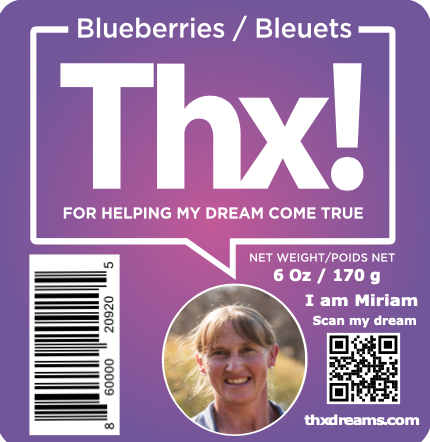 Blueberries / Bleuets
Thx!
FOR HELPING MY DREAM COME TRUE
NET WEIGHT/POIDS NET
6 Oz / 170 g
I am Miriam
Scan my dream
thxdreams.com
8 60000 20920 5